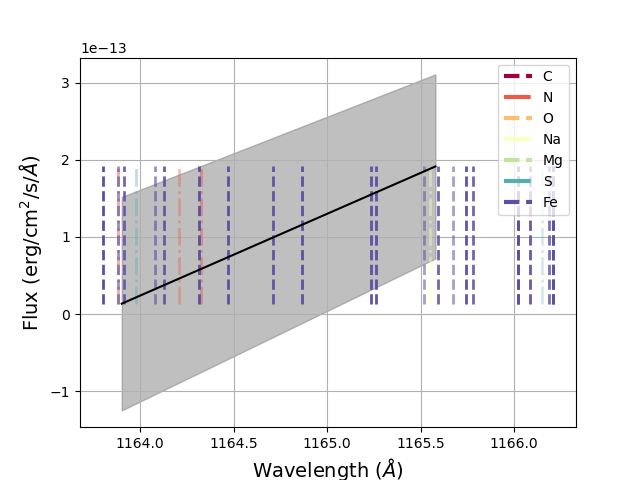 1e−13
C
N
O
Na
Mg
S
Fe
3
2
1
0
−1
Flux (erg/cm²/s/Å)
1164.0 1164.5 1165.0 1165.5 1166.0
Wavelength (Å)